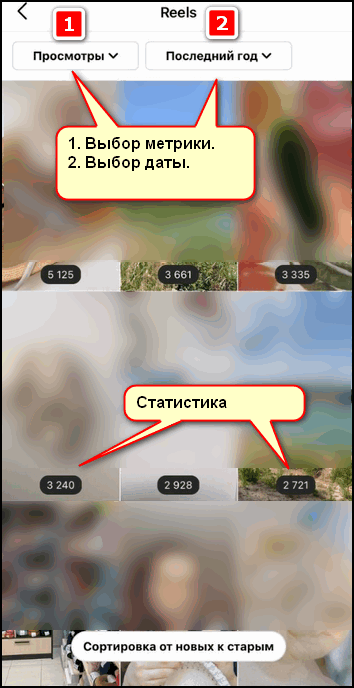 1
2
Reels
Просмотры
Последний год
1. Выбор метрики.
2. Выбор даты.
5 125
3 661
3 335
Статистика
3 240
2 928
2 721
Сортировка от новых к старым